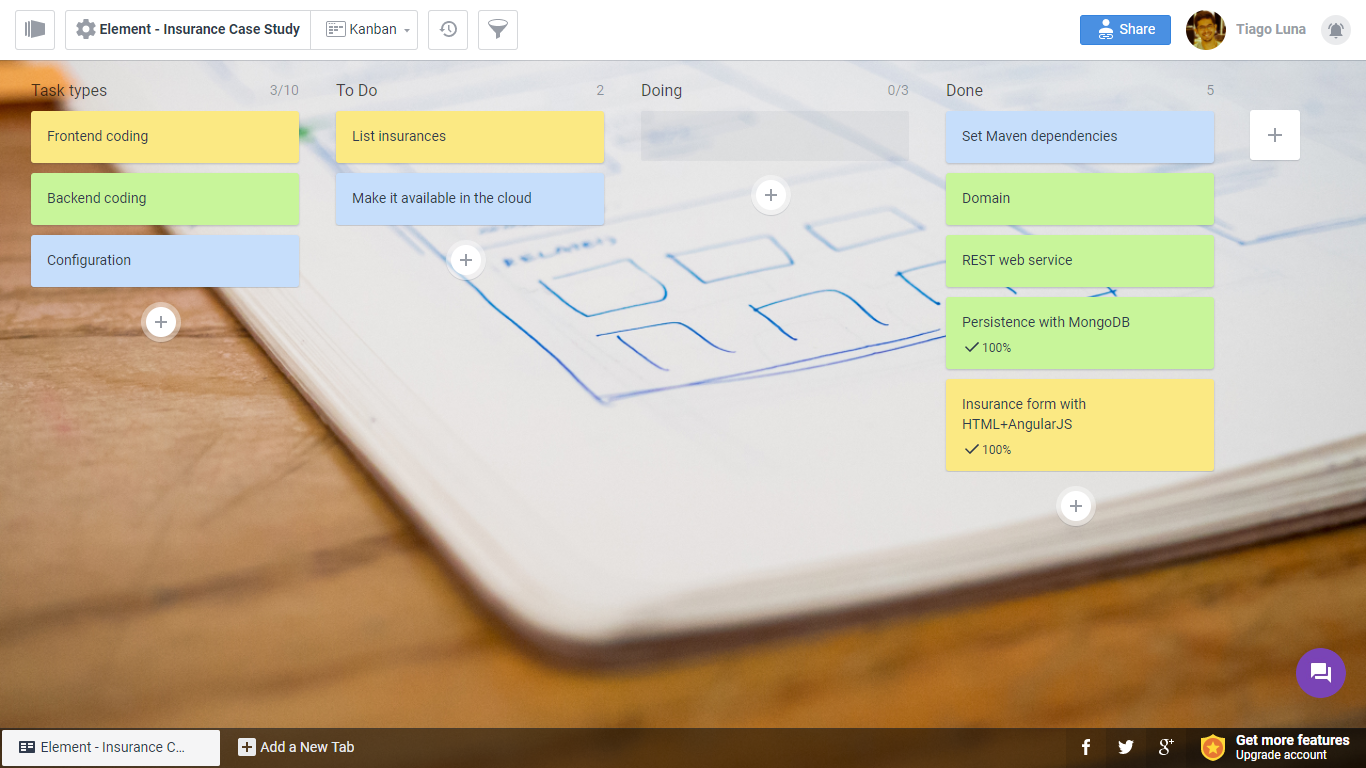 Element - Insurance Case Study
Kanban
Share
Tiago Luna
Task types 3/10
Frontend coding
Backend coding
Configuration
To Do 2
List insurances
Make it available in the cloud
Doing 0/3
Done 5
Set Maven dependencies
Domain
REST web service
Persistence with MongoDB
100%
Insurance form with
HTML+AngularJS
100%
Element - Insurance C...
Add a New Tab
Get more features
Upgrade account